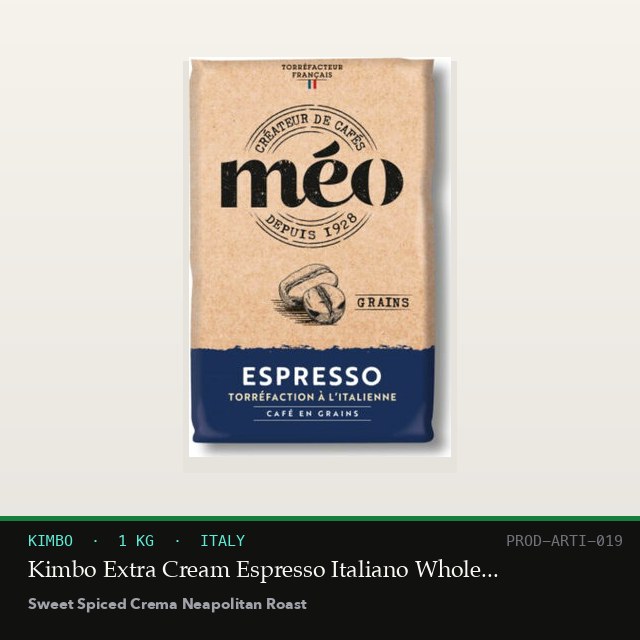 TORRÉFACTEUR
FRANÇAIS
CRÉATEUR DE CAFÉS
méo
DEPUIS 1928
GRAINS
ESPRESSO
TORRÉFACTION À L'ITALIENNE
CAFÉ EN GRAINS
KIMBO · 1 KG · ITALY
PROD–ARTI–019
Kimbo Extra Cream Espresso Italiano Whole...
Sweet Spiced Crema Neapolitan Roast